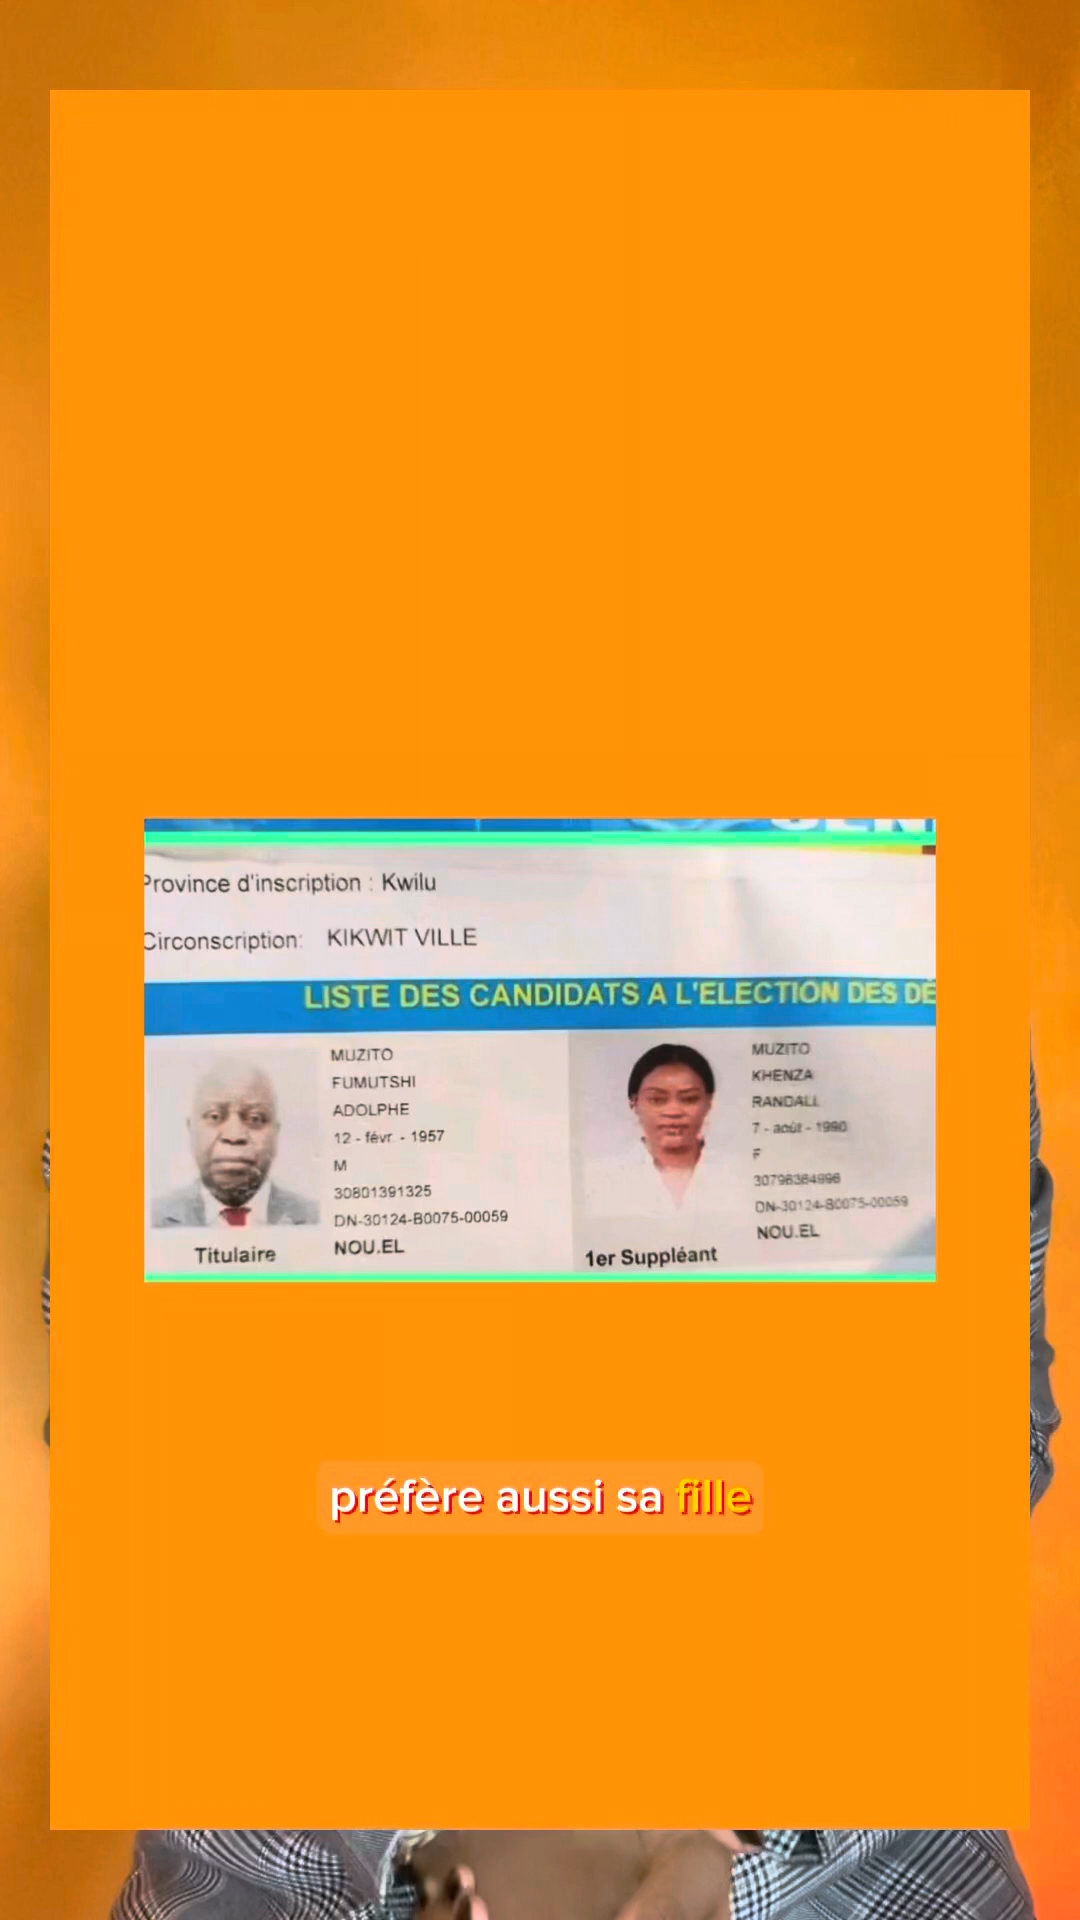 Province d'inscription : Kwilu
Circonscription: KIKWIT VILLE
LISTE DES CANDIDATS A L'ELECTION DES DÉ
MUZITO
FUMUTSHI
ADOLPHE
12 - févr. - 1957
M
30801391325
DN-30124-B0075-00059
NOU.EL
Titulaire
MUZITO
KHENZA
RANDALL
7 - août - 1990
F
30798364996
DN-30124-B0075-00059
NOU.EL
1er Suppléant
préfère aussi sa fille